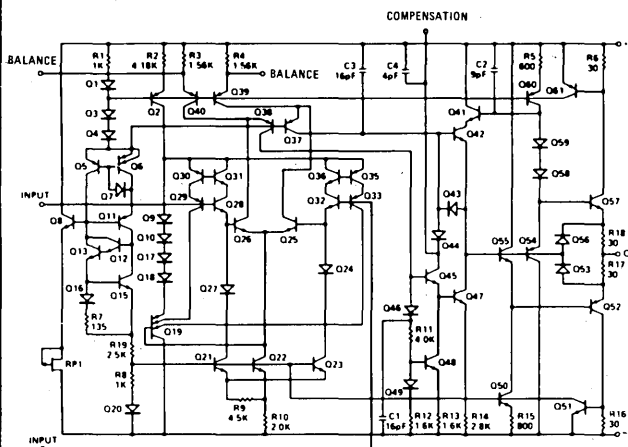 COMPENSATION
R1
1K
R2
4.18K
R3
1.56K
R4
1.56K
C3
16pF
C4
4pF
C2
9pF
R5
600
R6
30
BALANCE
BALANCE
Q1
Q3
Q4
Q2
Q40
Q39
Q38
Q37
Q41
Q42
Q60
Q61
Q59
Q58
Q5
Q6
Q7
Q30
Q31
Q36
Q35
Q43
Q57
INPUT
Q8
Q11
Q9
Q29
Q28
Q32
Q33
Q10
Q13
Q12
Q17
Q18
Q26
Q25
Q44
Q55
Q54
Q56
Q53
R18
30
R17
30
Q16
Q15
Q27
Q24
Q45
Q47
Q52
R7
135
Q19
Q46
R11
4.0K
R19
2.5K
RP1
R8
1K
Q21
Q22
Q23
Q48
Q49
Q20
R9
4.5K
R10
2.0K
C1
16pF
R12
1.6K
R13
1.6K
R14
2.8K
Q50
R15
800
Q51
R16
30
INPUT